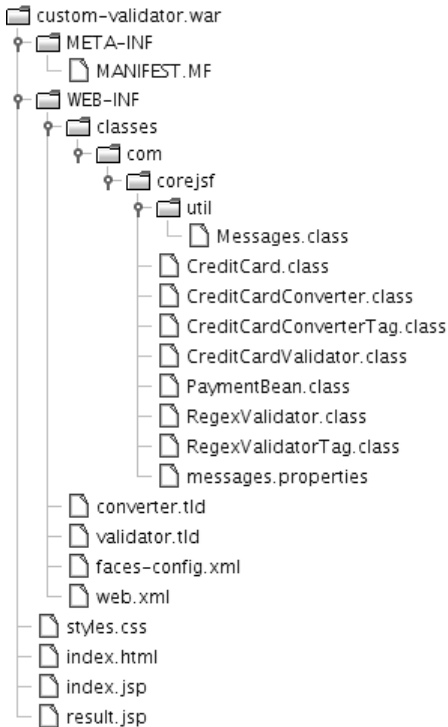 custom-validator.war
META-INF
MANIFEST.MF
WEB-INF
classes
com
corejsf
util
Messages.class
CreditCard.class
CreditCardConverter.class
CreditCardConverterTag.class
CreditCardValidator.class
PaymentBean.class
RegexValidator.class
RegexValidatorTag.class
messages.properties
converter.tld
validator.tld
faces-config.xml
web.xml
styles.css
index.html
index.jsp
result.jsp